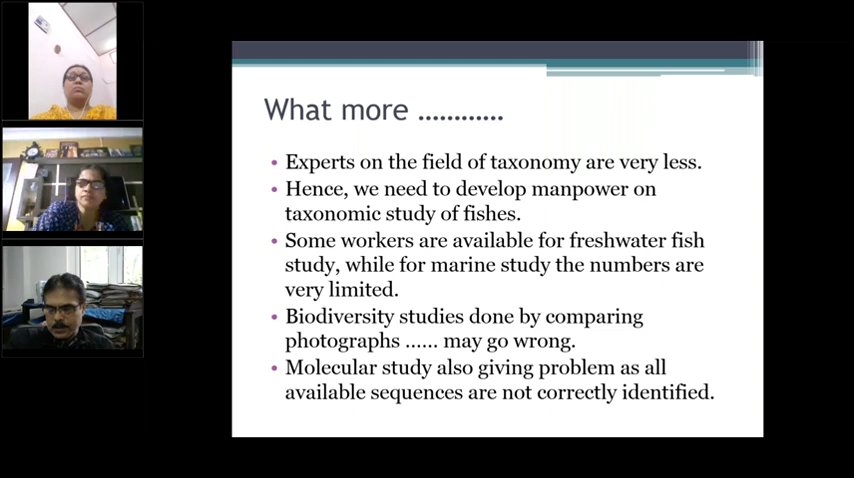 What more ............
• Experts on the field of taxonomy are very less.
• Hence, we need to develop manpower on
taxonomic study of fishes.
• Some workers are available for freshwater fish
study, while for marine study the numbers are
very limited.
• Biodiversity studies done by comparing
photographs ...... may go wrong.
• Molecular study also giving problem as all
available sequences are not correctly identified.